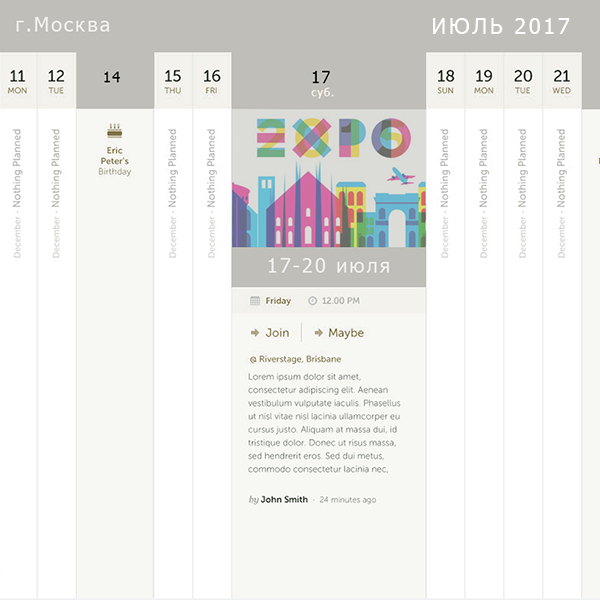 г.Москва
ИЮЛЬ 2017
11
MON
12
TUE
14
15
THU
16
FRI
17
суб.
18
SUN
19
MON
20
TUE
21
WED
December - Nothing Planned
December - Nothing Planned
Eric
Peter's
Birthday
December - Nothing Planned
December - Nothing Planned
EXPO
2015
17-20 июля
Friday
12.00 PM
Join
Maybe
@ Riverstage, Brisbane
Lorem ipsum dolor sit amet,
consectetur adipiscing elit. Aenean
vestibulum vulputate iaculis. Phasellus
ut nisl vitae nisl lacinia ullamcorper eu
cursus justo. Aliquam at massa dui, id
tristique dolor. Donec ut risus massa,
sed hendrerit eros. Sed dui metus,
commodo consectetur lacinia nec,
by John Smith · 24 minutes ago
December - Nothing Planned
December - Nothing Planned
December - Nothing Planned
December - Nothing Planned